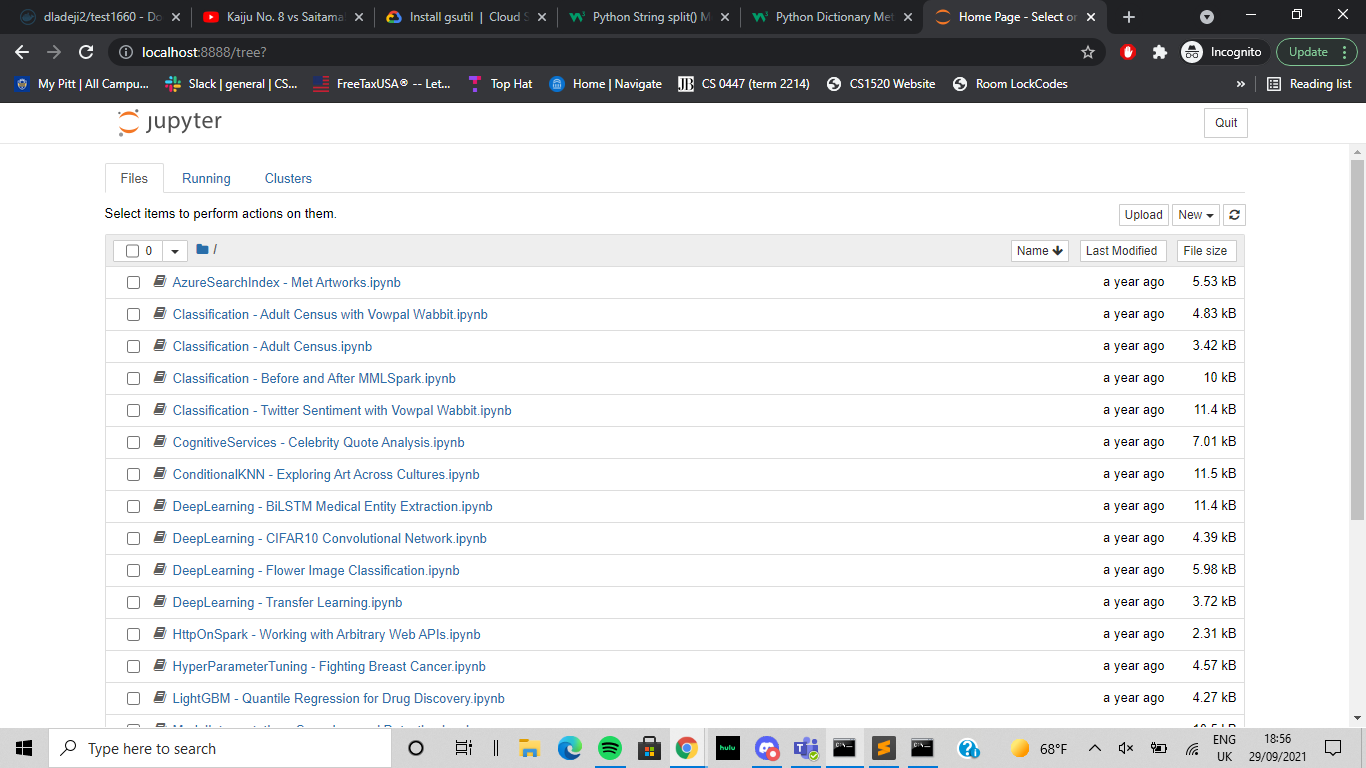 dladeji2/test1660 - Do
Kaiju No. 8 vs Saitama
Install gsutil | Cloud S
Python String split() M
Python Dictionary Met
Home Page - Select or
localhost:8888/tree?
Incognito
Update
My Pitt | All Campu...
Slack | general | CS...
FreeTaxUSA® -- Let...
Top Hat
Home | Navigate
CS 0447 (term 2214)
CS1520 Website
Room LockCodes
»
Reading list
jupyter
Quit
Files
Running
Clusters
Select items to perform actions on them.
Upload
New
0
/
Name
Last Modified
File size
AzureSearchIndex - Met Artworks.ipynb a year ago 5.53 kB
Classification - Adult Census with Vowpal Wabbit.ipynb a year ago 4.83 kB
Classification - Adult Census.ipynb a year ago 3.42 kB
Classification - Before and After MMLSpark.ipynb a year ago 10 kB
Classification - Twitter Sentiment with Vowpal Wabbit.ipynb a year ago 11.4 kB
CognitiveServices - Celebrity Quote Analysis.ipynb a year ago 7.01 kB
ConditionalKNN - Exploring Art Across Cultures.ipynb a year ago 11.5 kB
DeepLearning - BiLSTM Medical Entity Extraction.ipynb a year ago 11.4 kB
DeepLearning - CIFAR10 Convolutional Network.ipynb a year ago 4.39 kB
DeepLearning - Flower Image Classification.ipynb a year ago 5.98 kB
DeepLearning - Transfer Learning.ipynb a year ago 3.72 kB
HttpOnSpark - Working with Arbitrary Web APIs.ipynb a year ago 2.31 kB
HyperParameterTuning - Fighting Breast Cancer.ipynb a year ago 4.57 kB
LightGBM - Quantile Regression for Drug Discovery.ipynb a year ago 4.27 kB
Type here to search
hulu
68°F
ENG
UK
18:56
29/09/2021